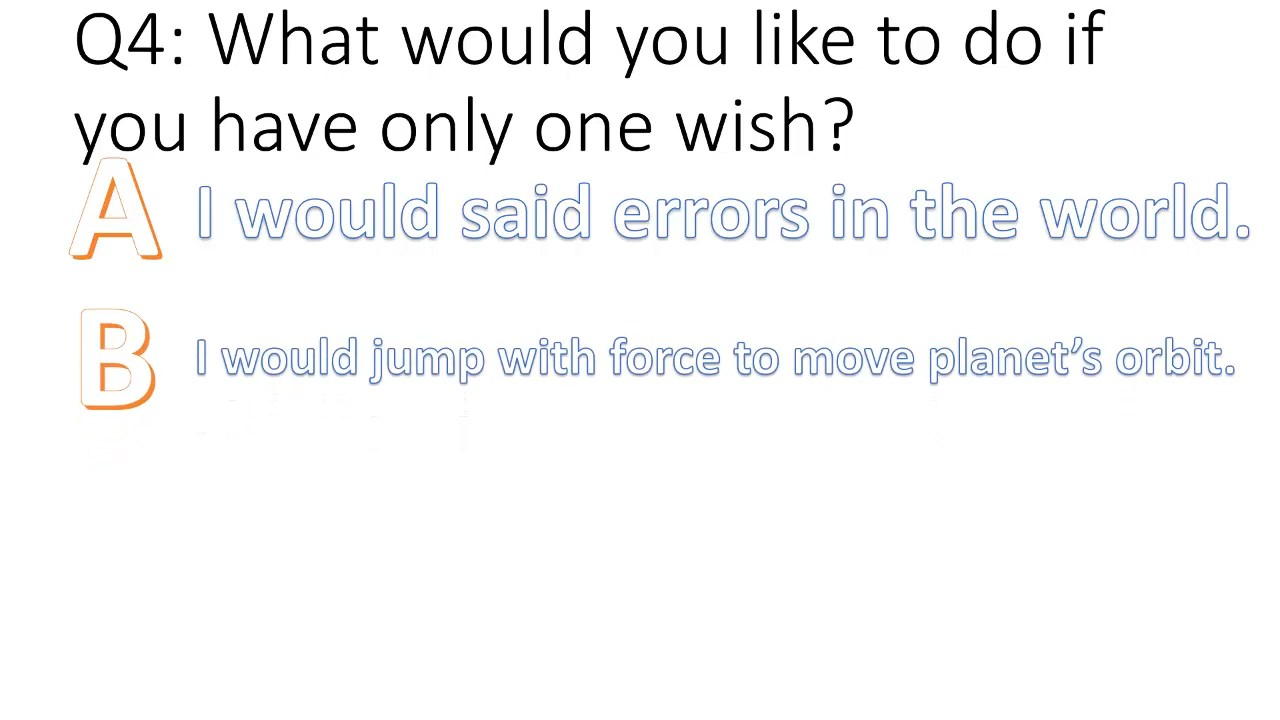 Q4: What would you like to do if
you have only one wish?
A I would said errors in the world.
B I would jump with force to move planet’s orbit.